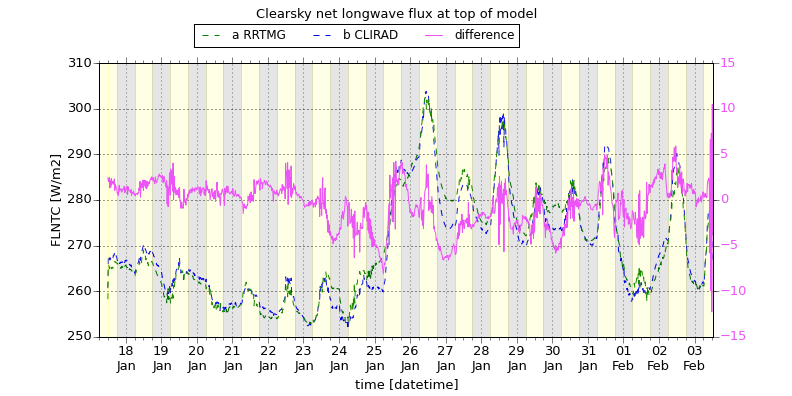 Clearsky net longwave flux at top of model
a RRTMG b CLIRAD difference
310
300
290
280
270
260
250
FLNTC [W/m2]
15
10
5
0
−5
−10
−15
18 Jan
19 Jan
20 Jan
21 Jan
22 Jan
23 Jan
24 Jan
25 Jan
26 Jan
27 Jan
28 Jan
29 Jan
30 Jan
31 Jan
01 Feb
02 Feb
03 Feb
time [datetime]